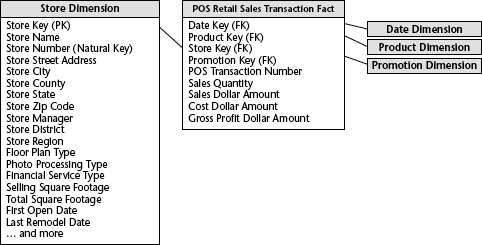 Store Dimension
Store Key (PK)
Store Name
Store Number (Natural Key)
Store Street Address
Store City
Store County
Store State
Store Zip Code
Store Manager
Store District
Store Region
Floor Plan Type
Photo Processing Type
Financial Service Type
Selling Square Footage
Total Square Footage
First Open Date
Last Remodel Date
… and more
POS Retail Sales Transaction Fact
Date Key (FK)
Product Key (FK)
Store Key (FK)
Promotion Key (FK)
POS Transaction Number
Sales Quantity
Sales Dollar Amount
Cost Dollar Amount
Gross Profit Dollar Amount
Date Dimension
Product Dimension
Promotion Dimension